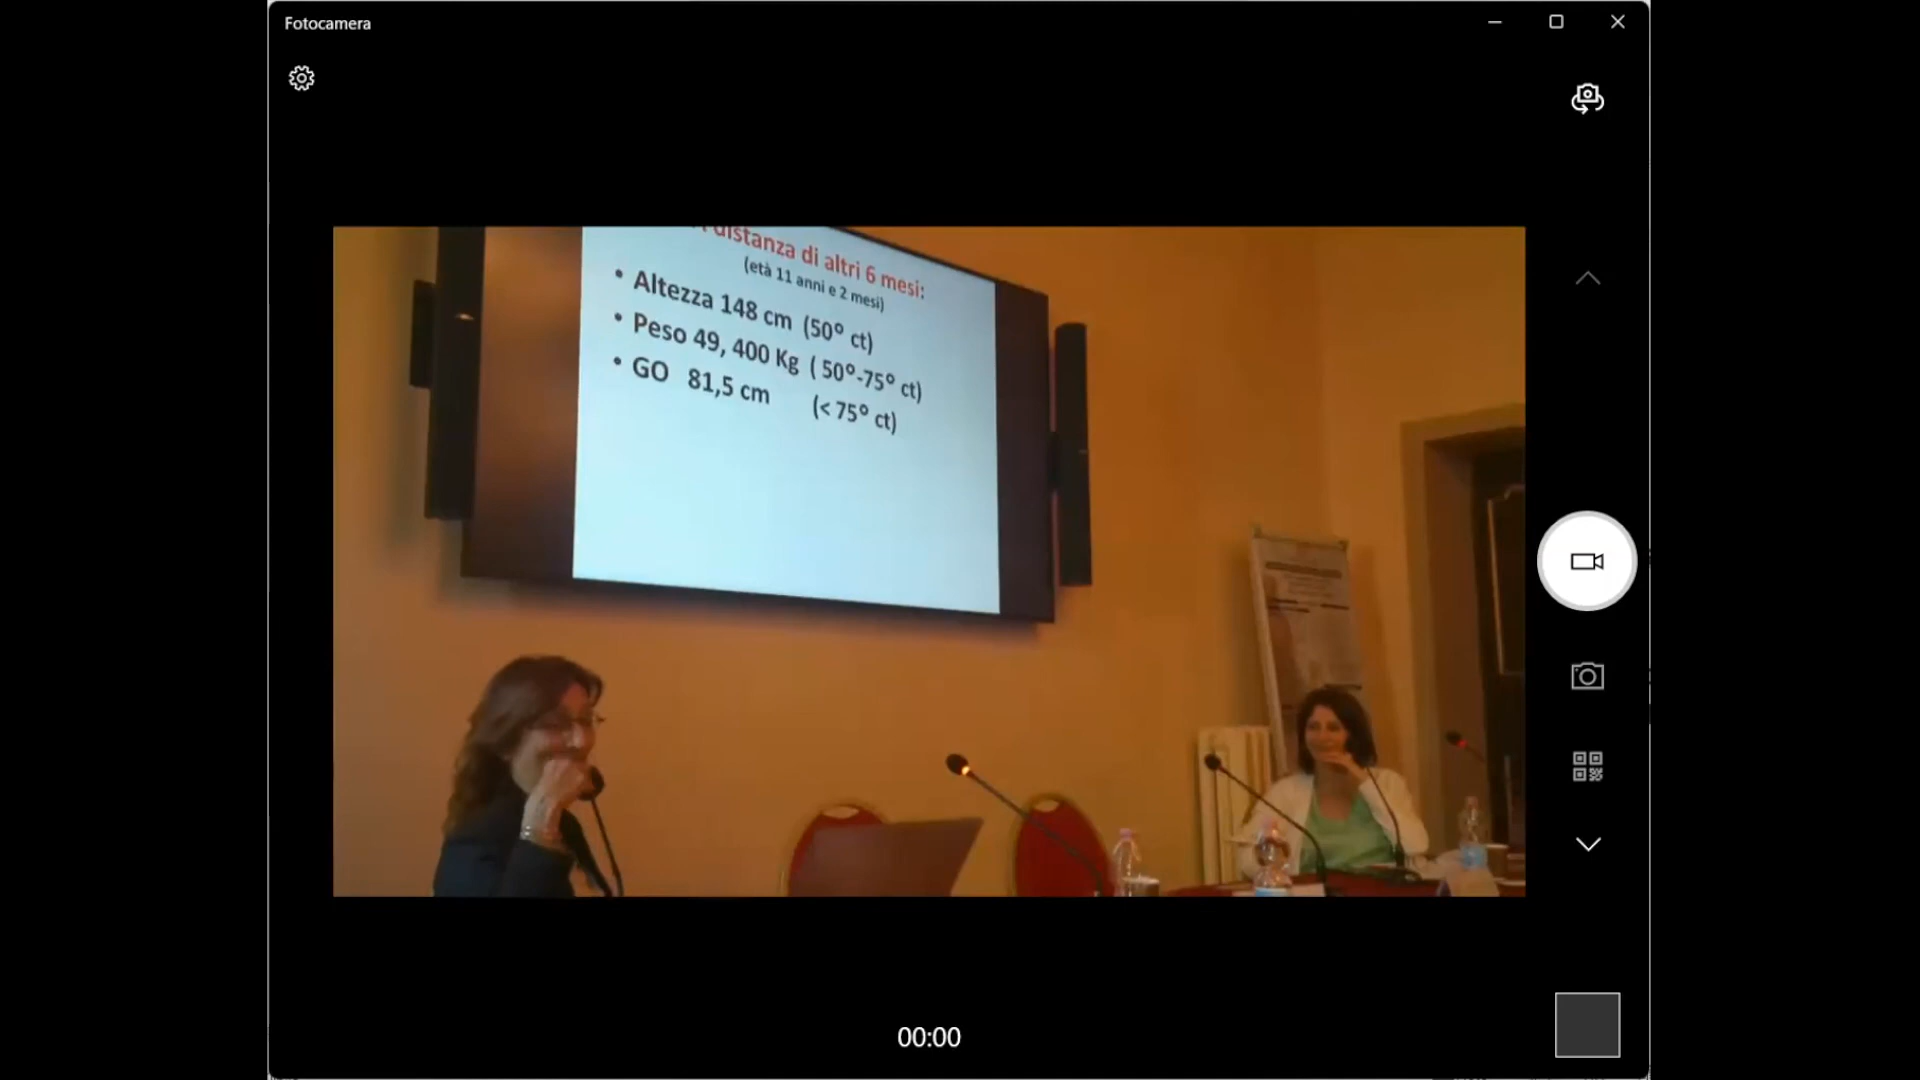 Fotocamera
distanza di altri 6 mesi:
(età 11 anni e 2 mesi)
• Altezza 148 cm (50° ct)
• Peso 49, 400 Kg ( 50°-75° ct)
• GO 81,5 cm (< 75° ct)
00:00